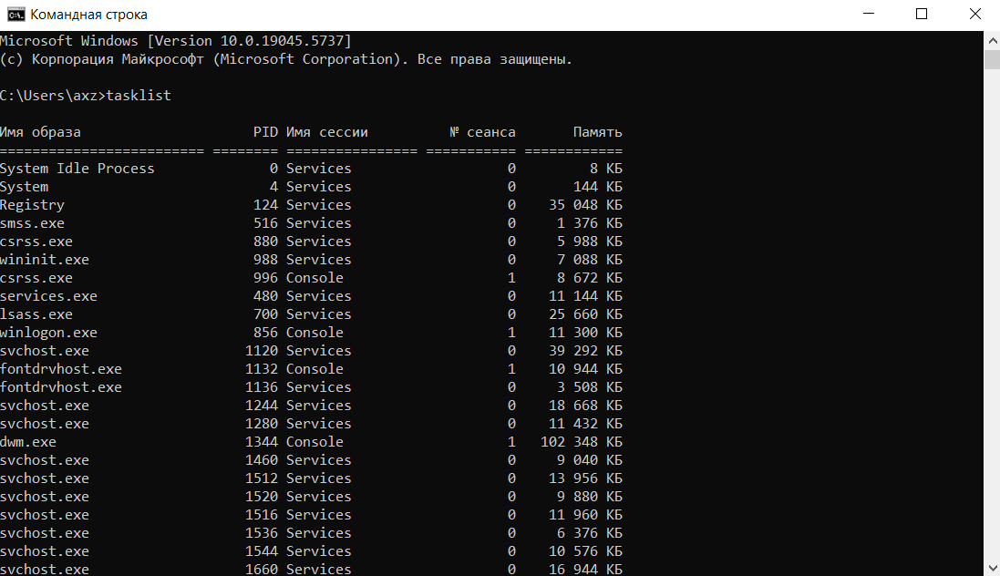 Командная строка
Microsoft Windows [Version 10.0.19045.5737]
(c) Корпорация Майкрософт (Microsoft Corporation). Все права защищены.
C:\Users\axz>tasklist
Имя образа                     PID Имя сессии          № сеанса       Память
========================= ======== ================ =========== ============
System Idle Process              0 Services                   0         8 КБ
System                           4 Services                   0       144 КБ
Registry                       124 Services                   0    35 048 КБ
smss.exe                       516 Services                   0     1 376 КБ
csrss.exe                      880 Services                   0     5 988 КБ
wininit.exe                    988 Services                   0     7 088 КБ
csrss.exe                      996 Console                    1     8 672 КБ
services.exe                   480 Services                   0    11 144 КБ
lsass.exe                      700 Services                   0    25 660 КБ
winlogon.exe                   856 Console                    1    11 300 КБ
svchost.exe                   1120 Services                   0    39 292 КБ
fontdrvhost.exe               1132 Console                    1    10 944 КБ
fontdrvhost.exe               1136 Services                   0     3 508 КБ
svchost.exe                   1244 Services                   0    18 668 КБ
svchost.exe                   1280 Services                   0    11 432 КБ
dwm.exe                       1344 Console                    1   102 348 КБ
svchost.exe                   1460 Services                   0     9 040 КБ
svchost.exe                   1512 Services                   0    13 956 КБ
svchost.exe                   1520 Services                   0     9 880 КБ
svchost.exe                   1516 Services                   0    11 960 КБ
svchost.exe                   1536 Services                   0     6 376 КБ
svchost.exe                   1544 Services                   0    10 576 КБ
svchost.exe                   1660 Services                   0    16 944 КБ